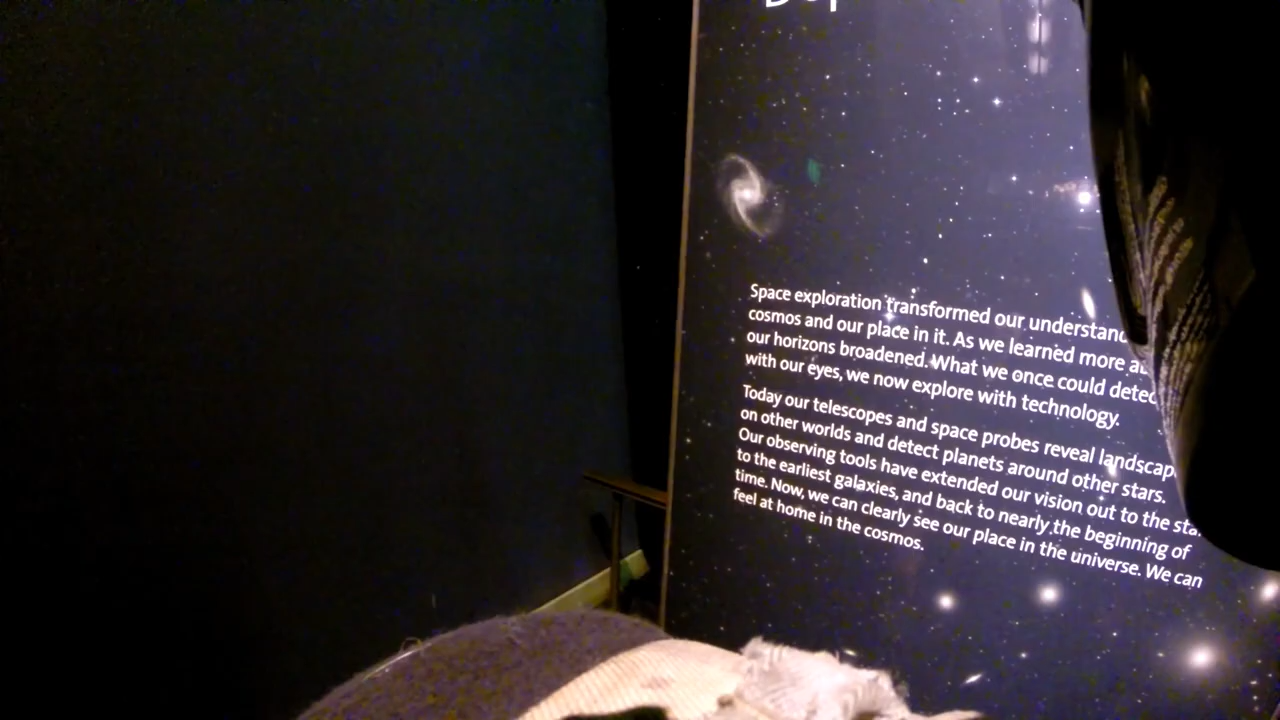 Space exploration transformed our
cosmos and our place in it. As we learned more
our horizons broadened. What we once could
with our eyes, we now explore with technology.
Today our telescopes and space probes reveal
on other worlds and detect planets around other stars.
Our observing tools have extended our vision out to the
to the earliest galaxies, and back to nearly the beginning of
time. Now, we can clearly see our place in the universe. We can
feel at home in the cosmos.